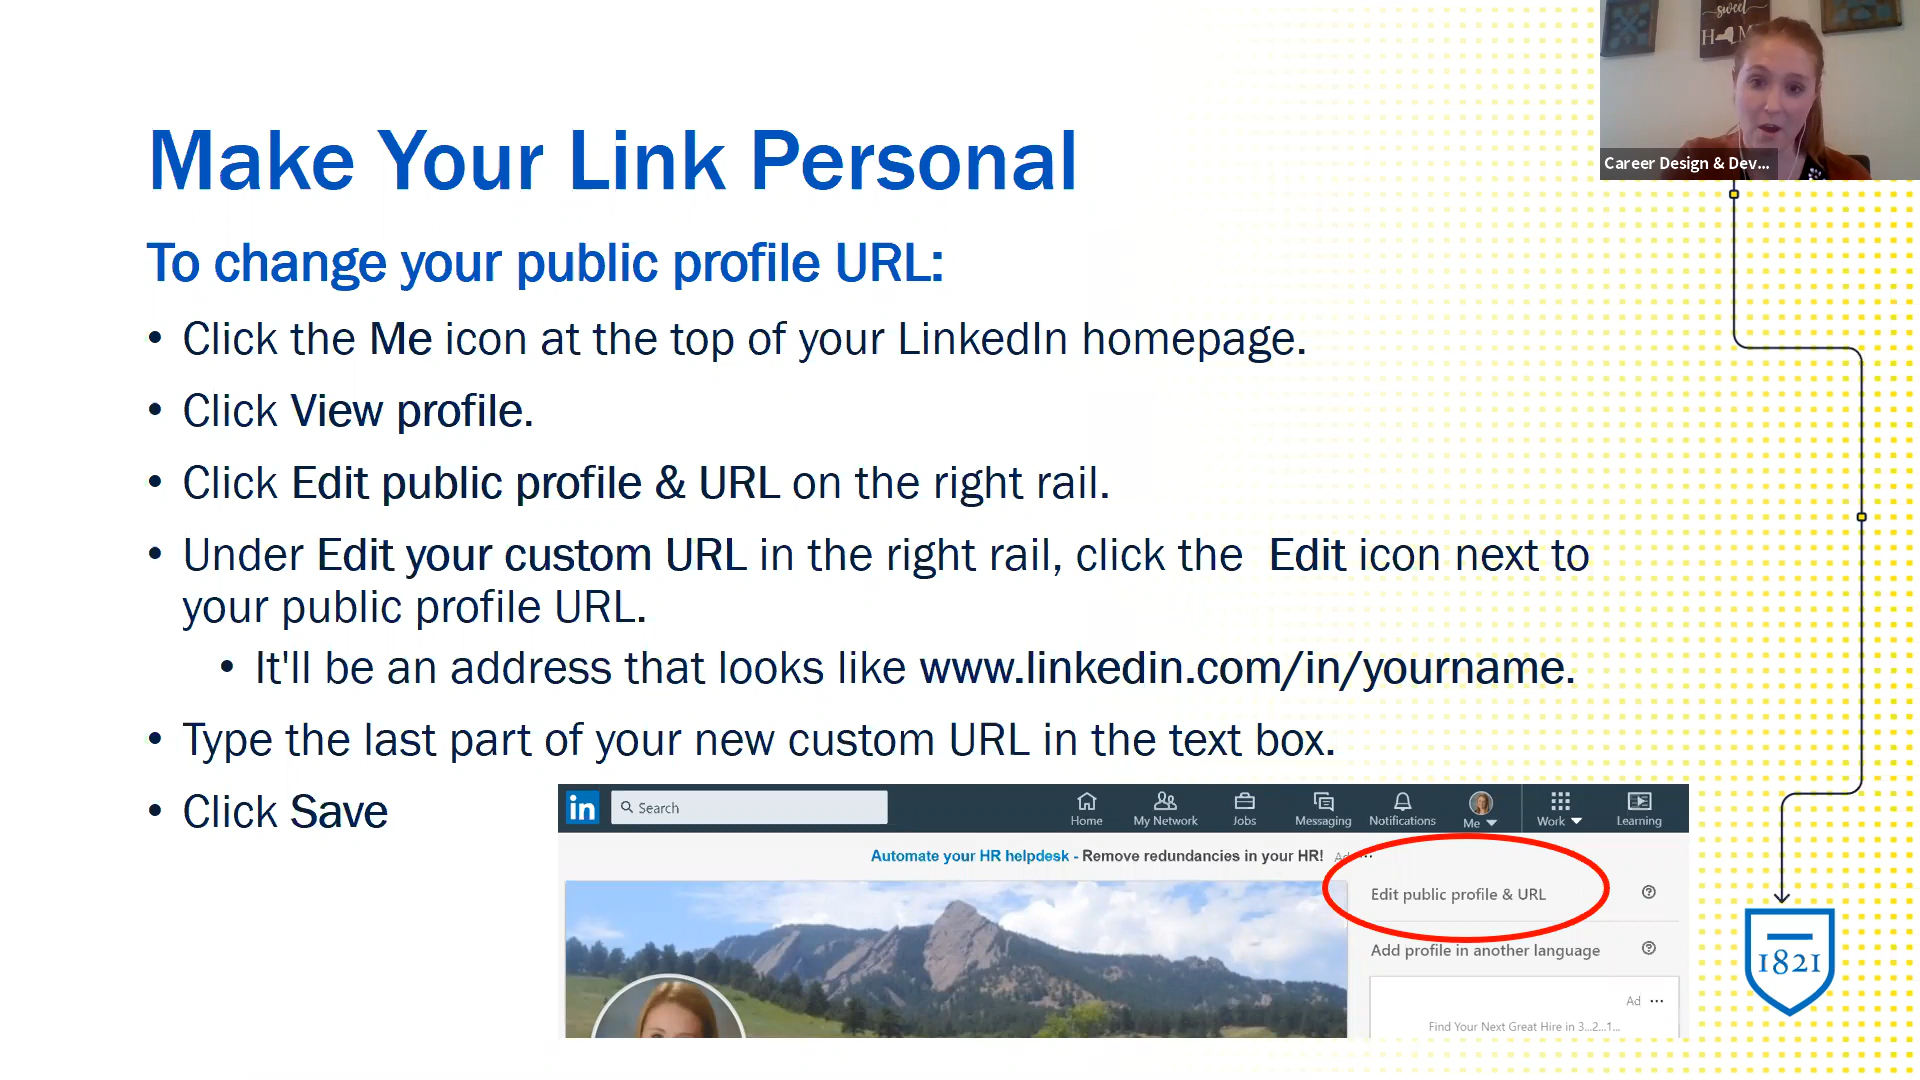 sweet
H M
Career Design & Dev...
Make Your Link Personal
To change your public profile URL:
• Click the Me icon at the top of your LinkedIn homepage.
• Click View profile.
• Click Edit public profile & URL on the right rail.
• Under Edit your custom URL in the right rail, click the Edit icon next to
your public profile URL.
• It'll be an address that looks like www.linkedin.com/in/yourname.
• Type the last part of your new custom URL in the text box.
• Click Save
in Search Home My Network Jobs Messaging Notifications Me Work Learning
Automate your HR helpdesk - Remove redundancies in your HR! Ad ...
Edit public profile & URL
Add profile in another language
Ad ...
Find Your Next Great Hire in 3...2...1...
1821